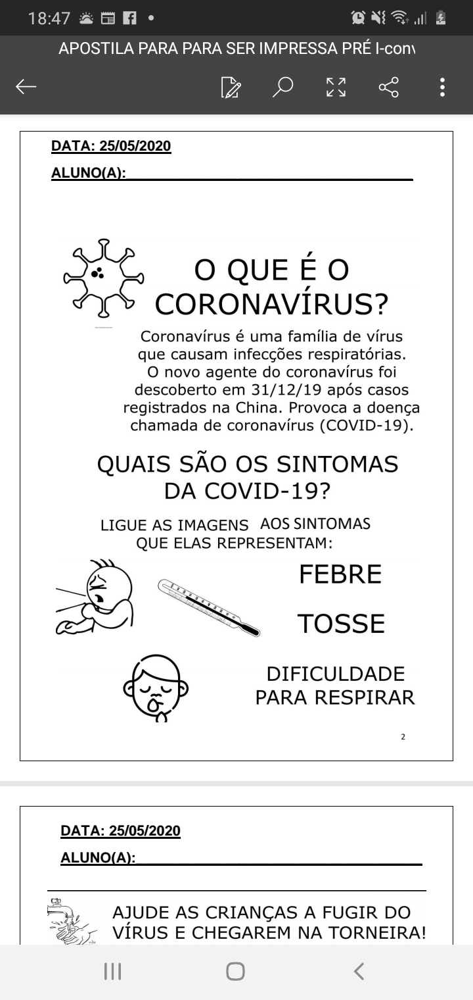 18:47
APOSTILA PARA PARA SER IMPRESSA PRÉ I-conv
DATA: 25/05/2020
ALUNO(A):
O QUE É O
CORONAVÍRUS?
Coronavírus é uma família de vírus
que causam infecções respiratórias.
O novo agente do coronavírus foi
descoberto em 31/12/19 após casos
registrados na China. Provoca a doença
chamada de coronavírus (COVID-19).
QUAIS SÃO OS SINTOMAS
DA COVID-19?
LIGUE AS IMAGENS AOS SINTOMAS
QUE ELAS REPRESENTAM:
FEBRE
TOSSE
DIFICULDADE
PARA RESPIRAR
2
DATA: 25/05/2020
ALUNO(A):
AJUDE AS CRIANÇAS A FUGIR DO
VÍRUS E CHEGAREM NA TORNEIRA!